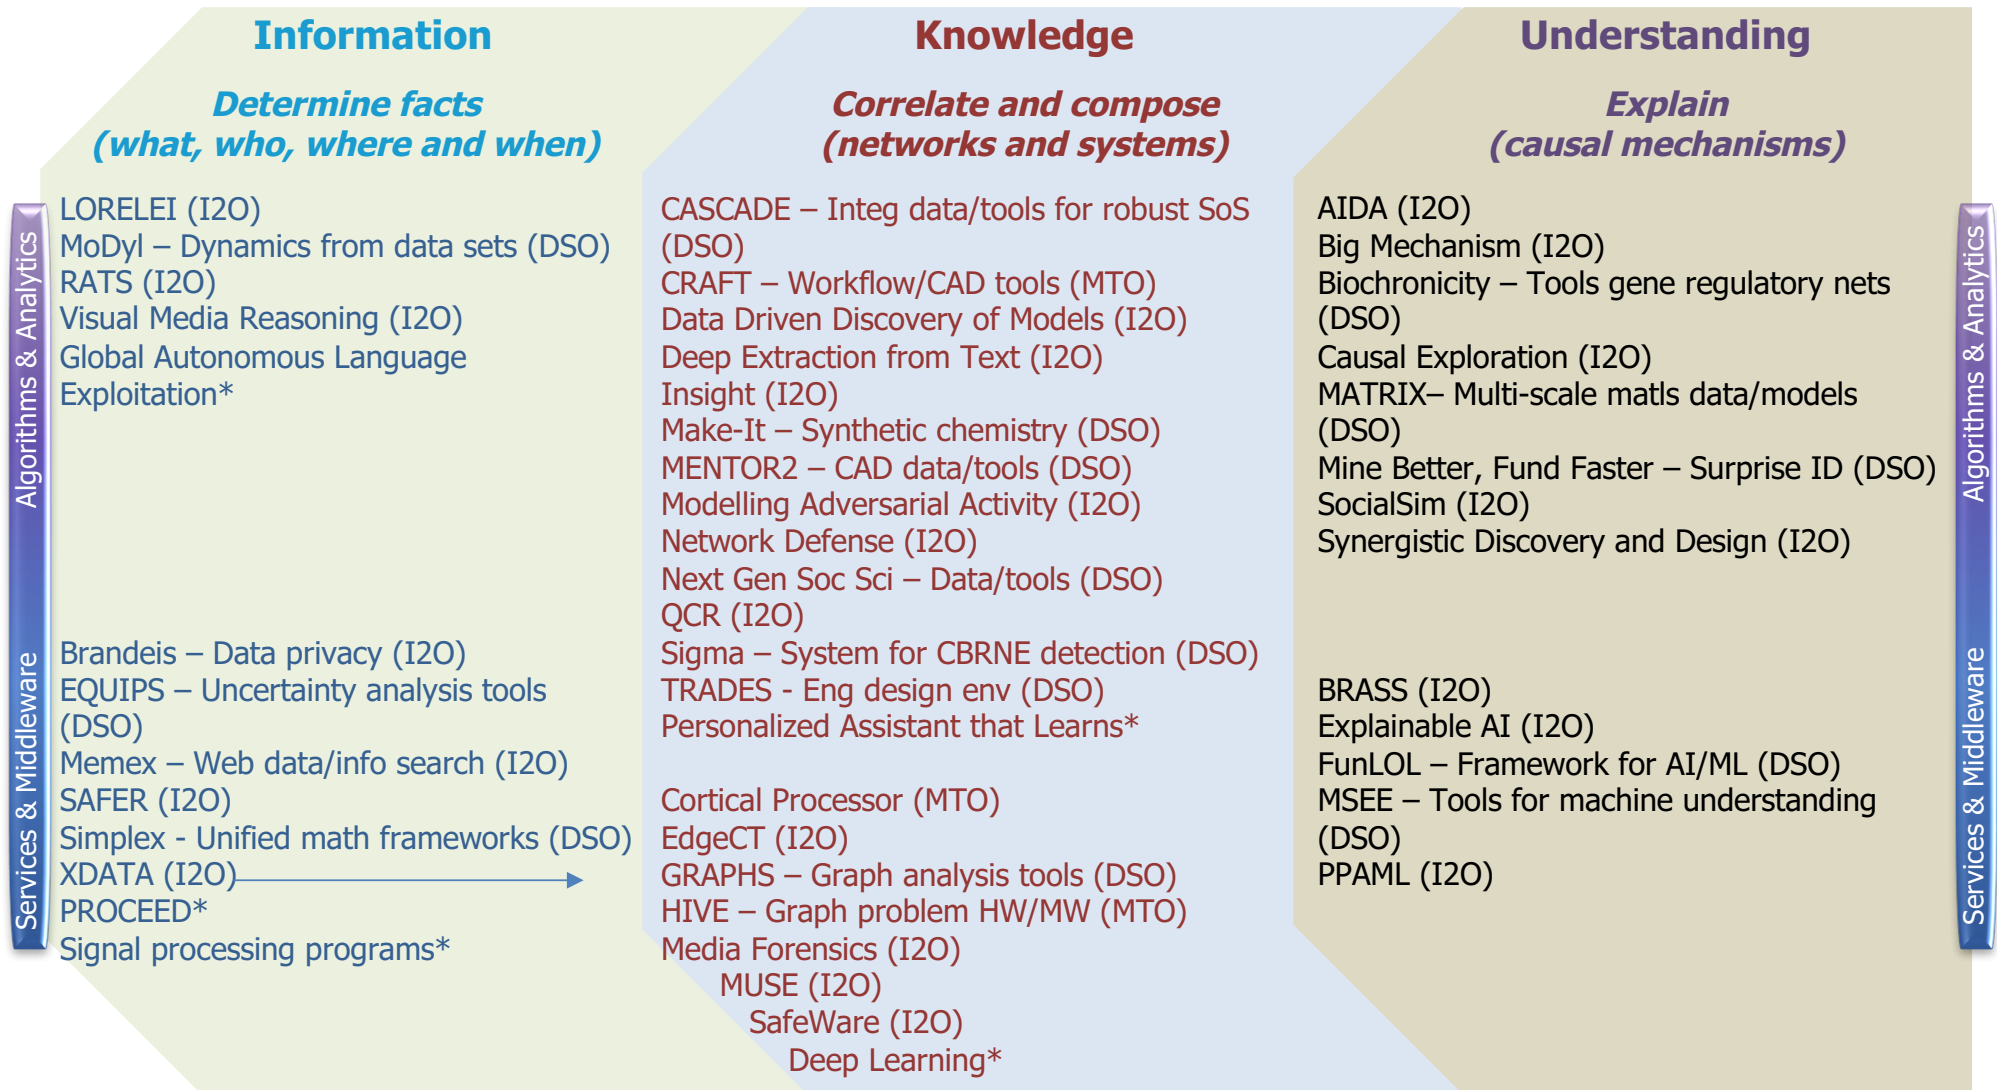 Information
Determine facts
(what, who, where and when)
Algorithms & Analytics
LORELEI (I2O)
MoDyl – Dynamics from data sets (DSO)
RATS (I2O)
Visual Media Reasoning (I2O)
Global Autonomous Language
Exploitation*
Services & Middleware
Brandeis – Data privacy (I2O)
EQUIPS – Uncertainty analysis tools
(DSO)
Memex – Web data/info search (I2O)
SAFER (I2O)
Simplex - Unified math frameworks (DSO)
XDATA (I2O)
PROCEED*
Signal processing programs*
Knowledge
Correlate and compose
(networks and systems)
CASCADE – Integ data/tools for robust SoS
(DSO)
CRAFT – Workflow/CAD tools (MTO)
Data Driven Discovery of Models (I2O)
Deep Extraction from Text (I2O)
Insight (I2O)
Make-It – Synthetic chemistry (DSO)
MENTOR2 – CAD data/tools (DSO)
Modelling Adversarial Activity (I2O)
Network Defense (I2O)
Next Gen Soc Sci – Data/tools (DSO)
QCR (I2O)
Sigma – System for CBRNE detection (DSO)
TRADES - Eng design env (DSO)
Personalized Assistant that Learns*
Cortical Processor (MTO)
EdgeCT (I2O)
GRAPHS – Graph analysis tools (DSO)
HIVE – Graph problem HW/MW (MTO)
Media Forensics (I2O)
MUSE (I2O)
SafeWare (I2O)
Deep Learning*
Understanding
Explain
(causal mechanisms)
AIDA (I2O)
Big Mechanism (I2O)
Biochronicity – Tools gene regulatory nets
(DSO)
Causal Exploration (I2O)
MATRIX– Multi-scale matls data/models
(DSO)
Mine Better, Fund Faster – Surprise ID (DSO)
SocialSim (I2O)
Synergistic Discovery and Design (I2O)
BRASS (I2O)
Explainable AI (I2O)
FunLOL – Framework for AI/ML (DSO)
MSEE – Tools for machine understanding
(DSO)
PPAML (I2O)
Algorithms & Analytics
Services & Middleware